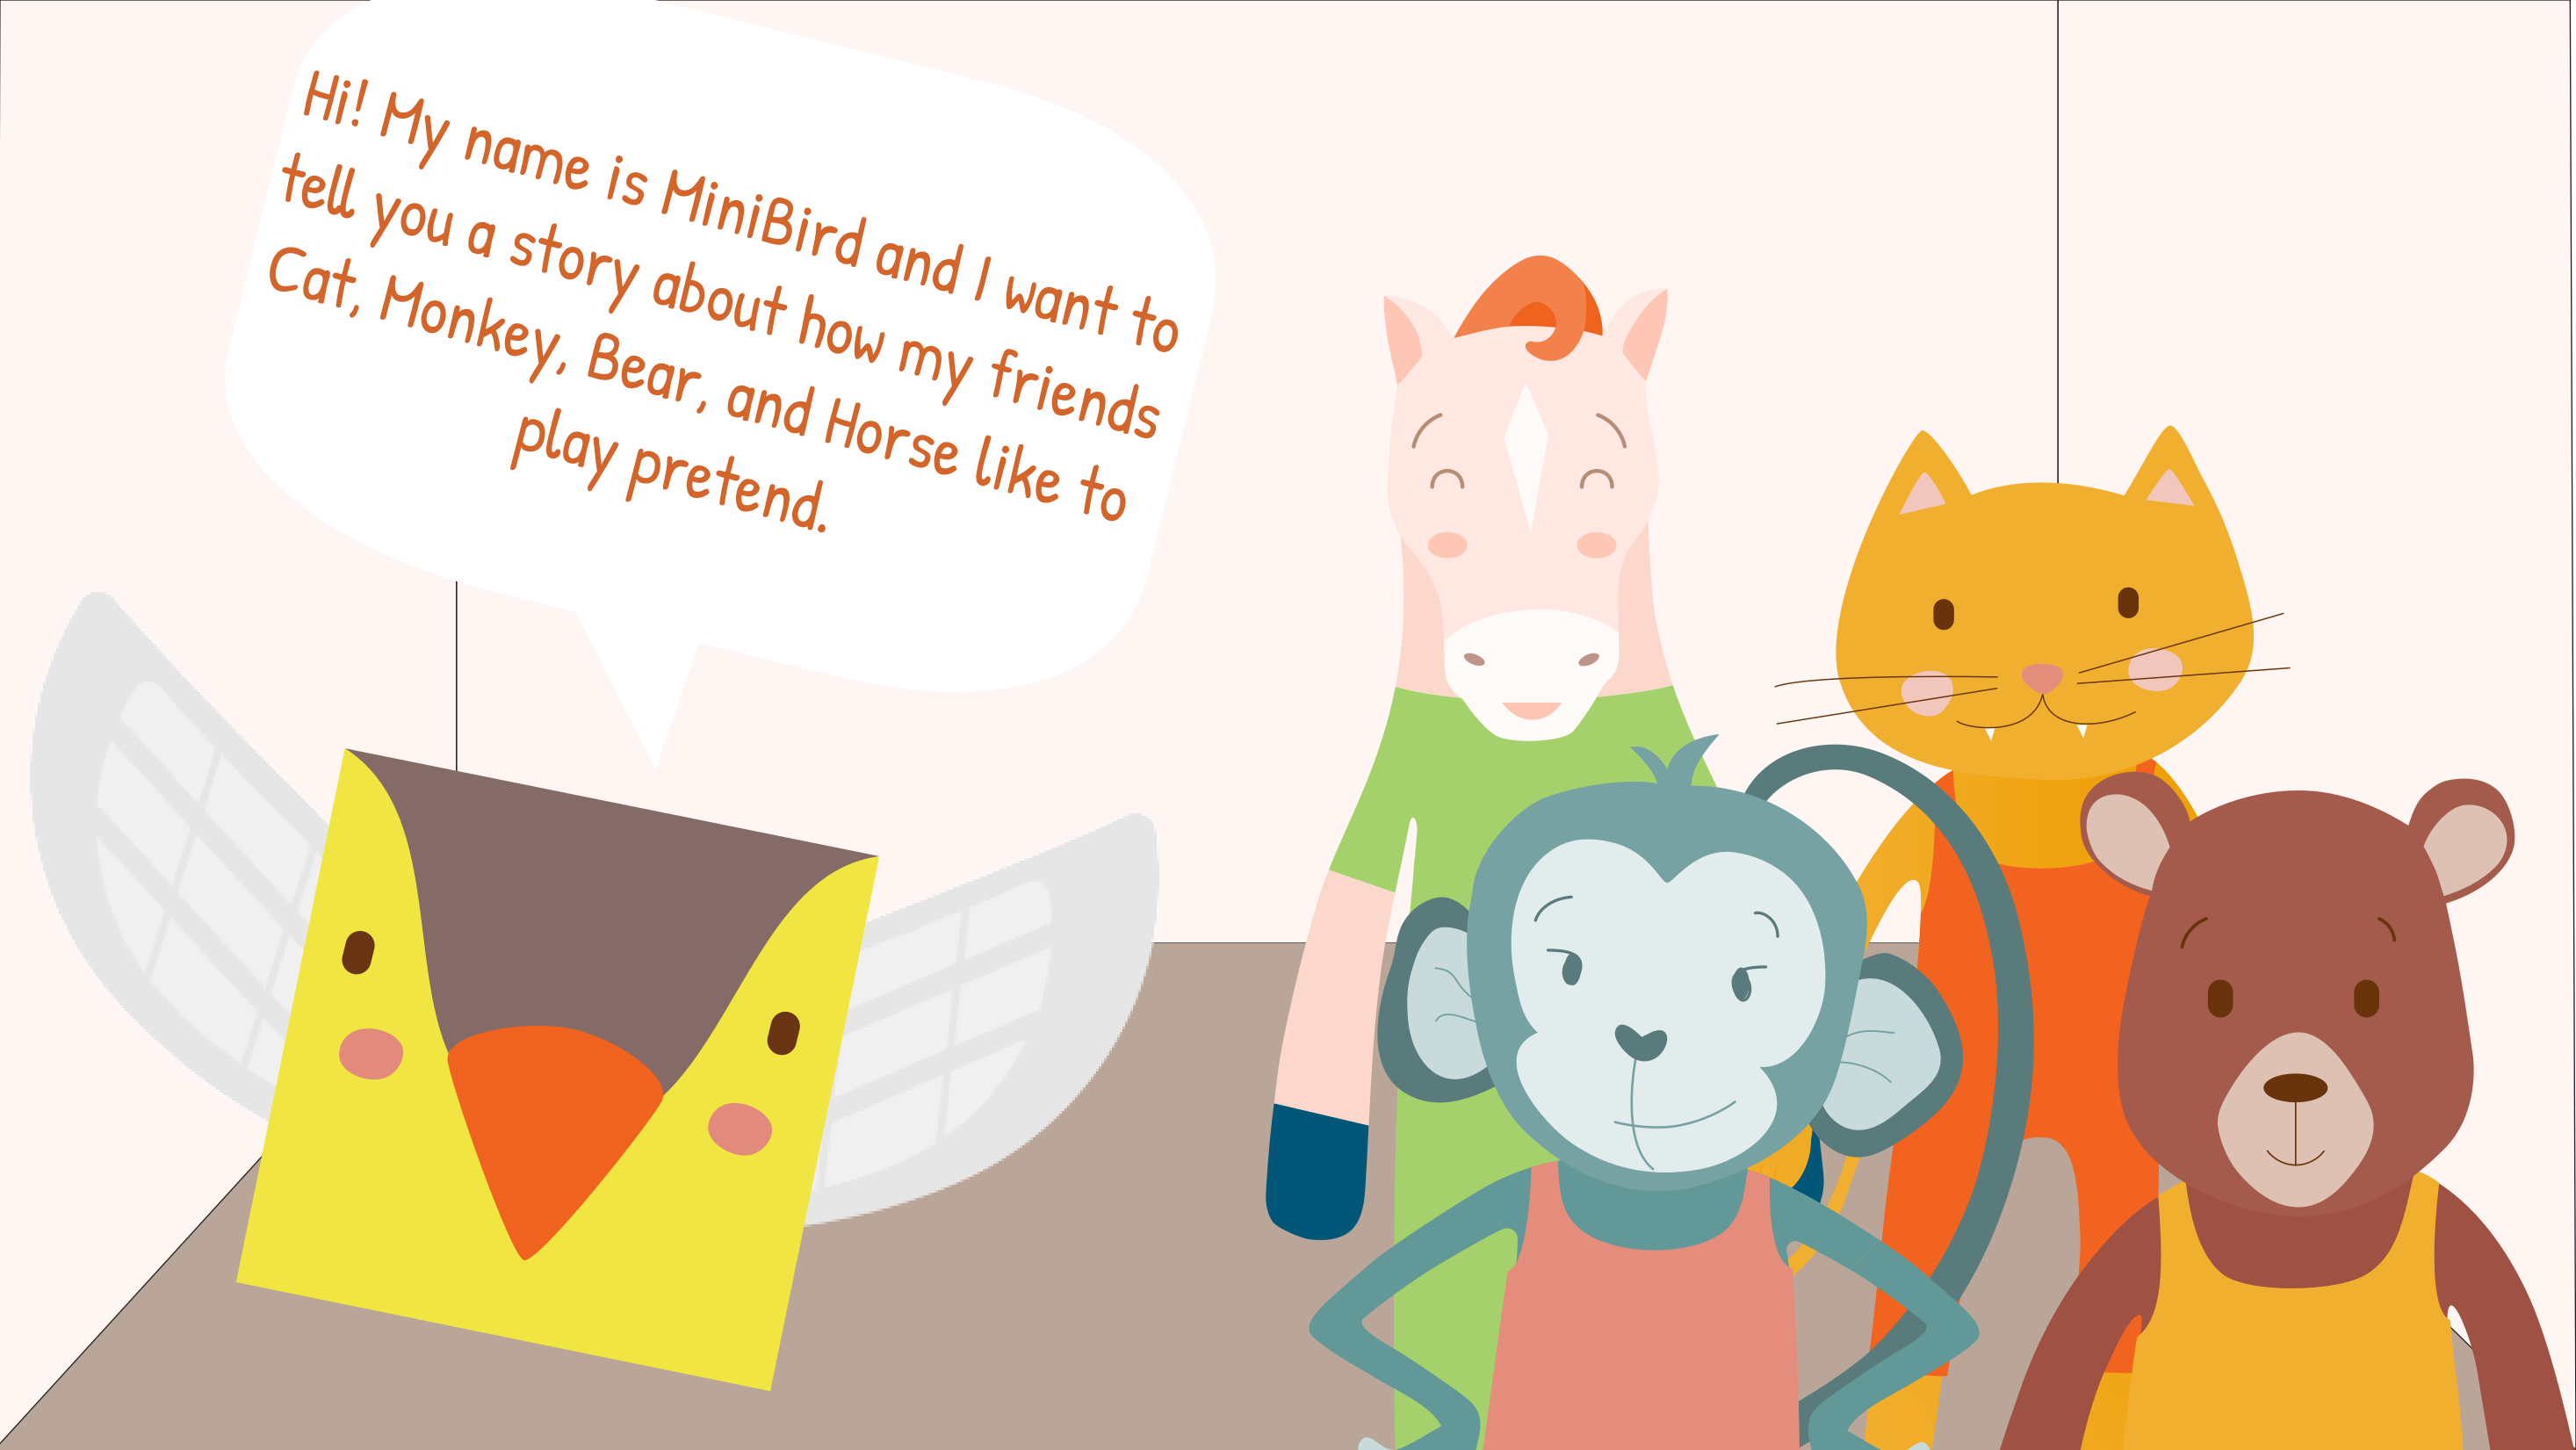 Hi! My name is MiniBird and I want to
tell you a story about how my friends
Cat, Monkey, Bear, and Horse like to
play pretend.